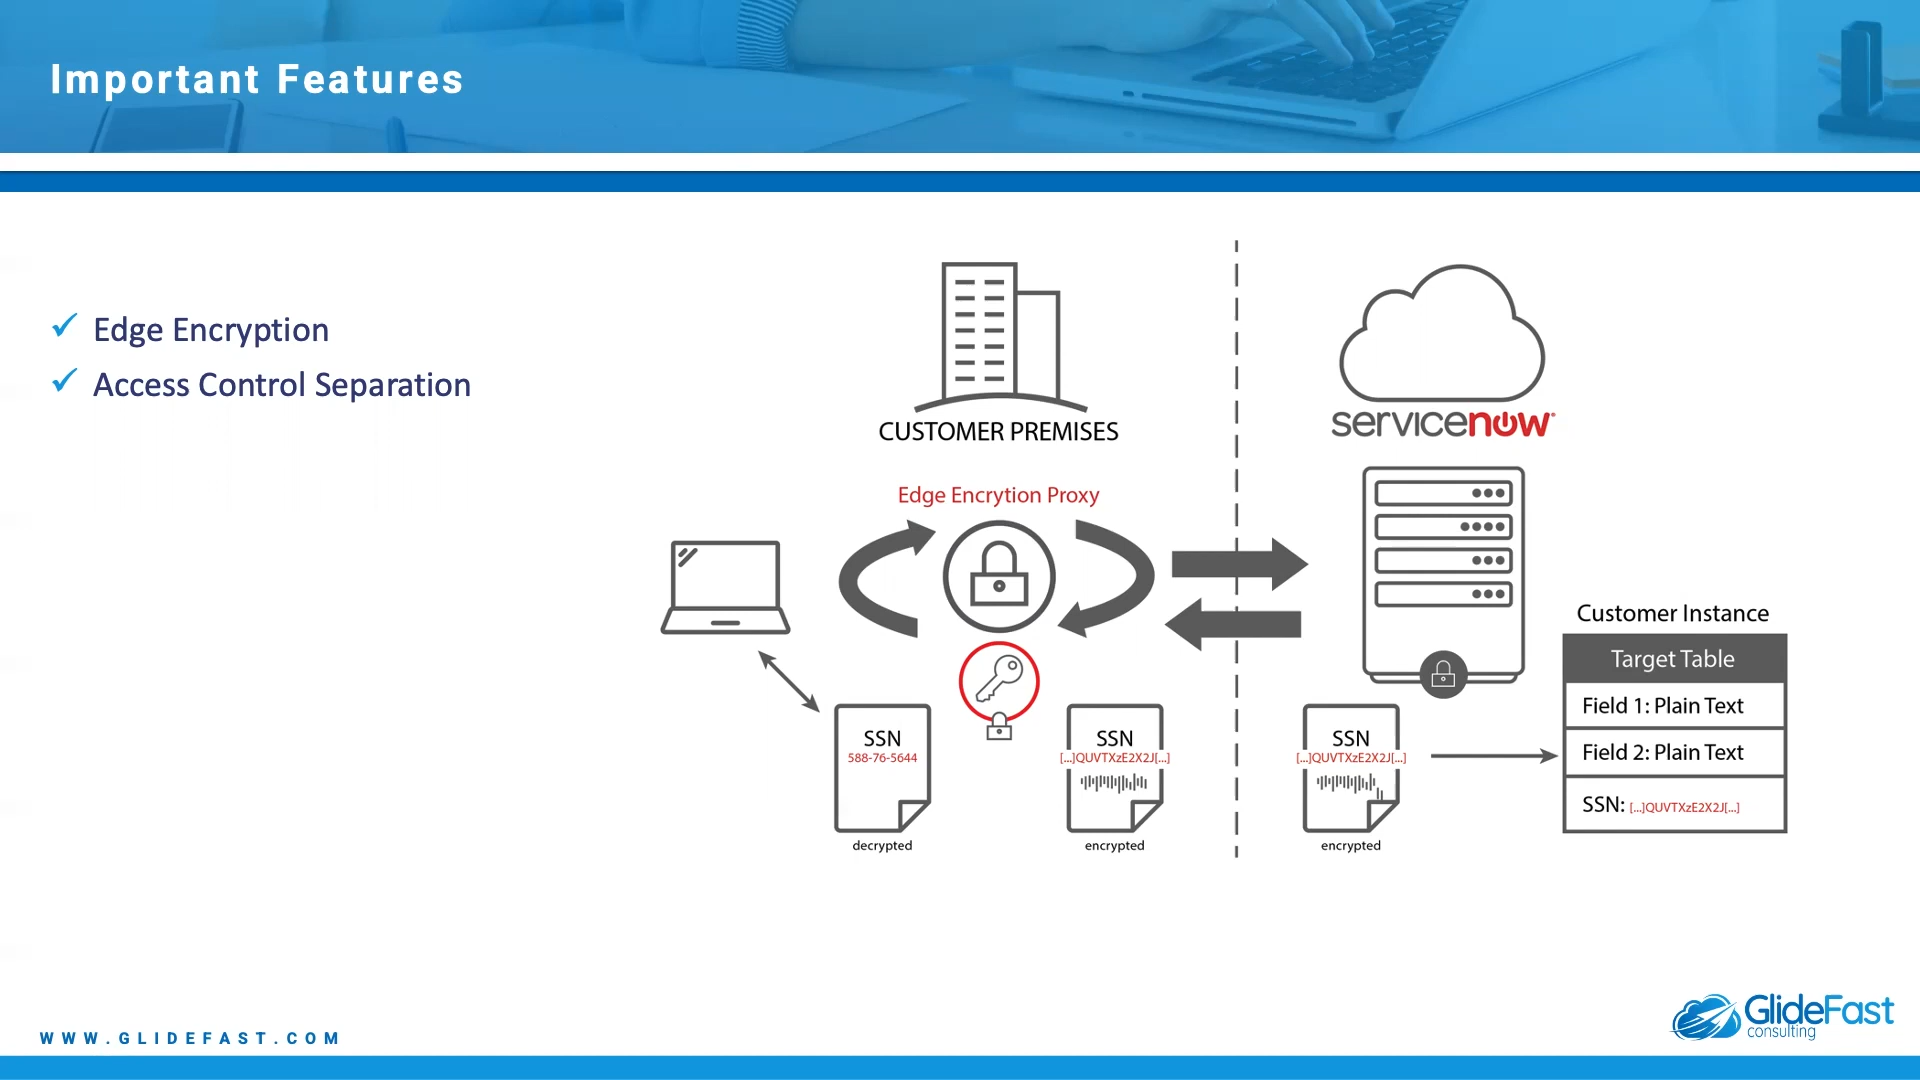 Important Features
Edge Encryption
Access Control Separation
CUSTOMER PREMISES
servicenow
Edge Encrytion Proxy
Customer Instance
Target Table
Field 1: Plain Text
Field 2: Plain Text
SSN: [...]QUVTXzE2X2J[...]
SSN
588-76-5644
decrypted
SSN
[...]QUVTXzE2X2J[...]
encrypted
SSN
[...]QUVTXzE2X2J[...]
encrypted
WWW.GLIDEFAST.COM
GlideFast
consulting